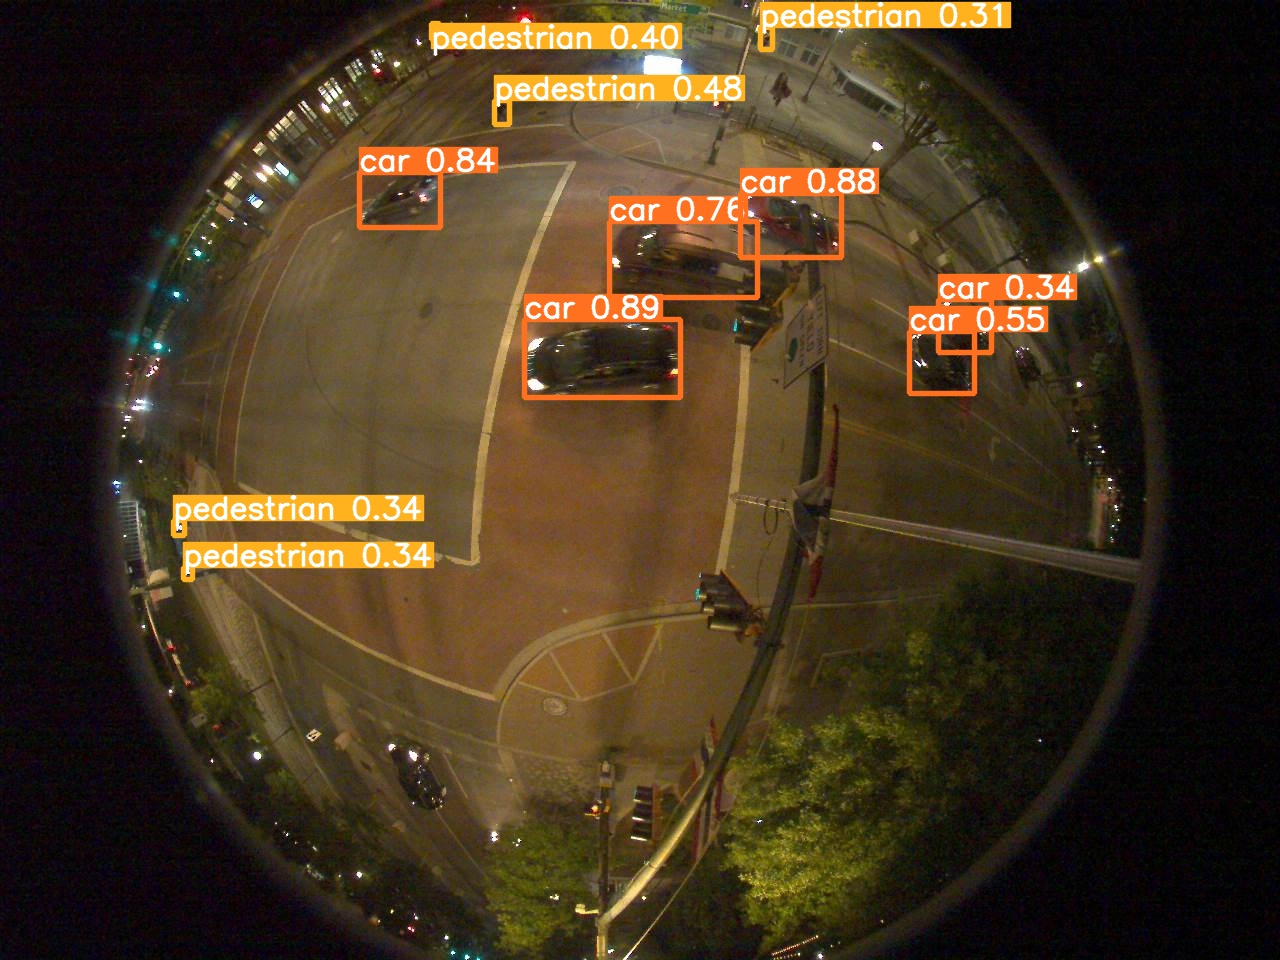 pedestrian 0.31
Market
pedestrian 0.40
pedestrian 0.48
car 0.84
car 0.88
car 0.76
car 0.34
car 0.89
car 0.55
pedestrian 0.34
pedestrian 0.34